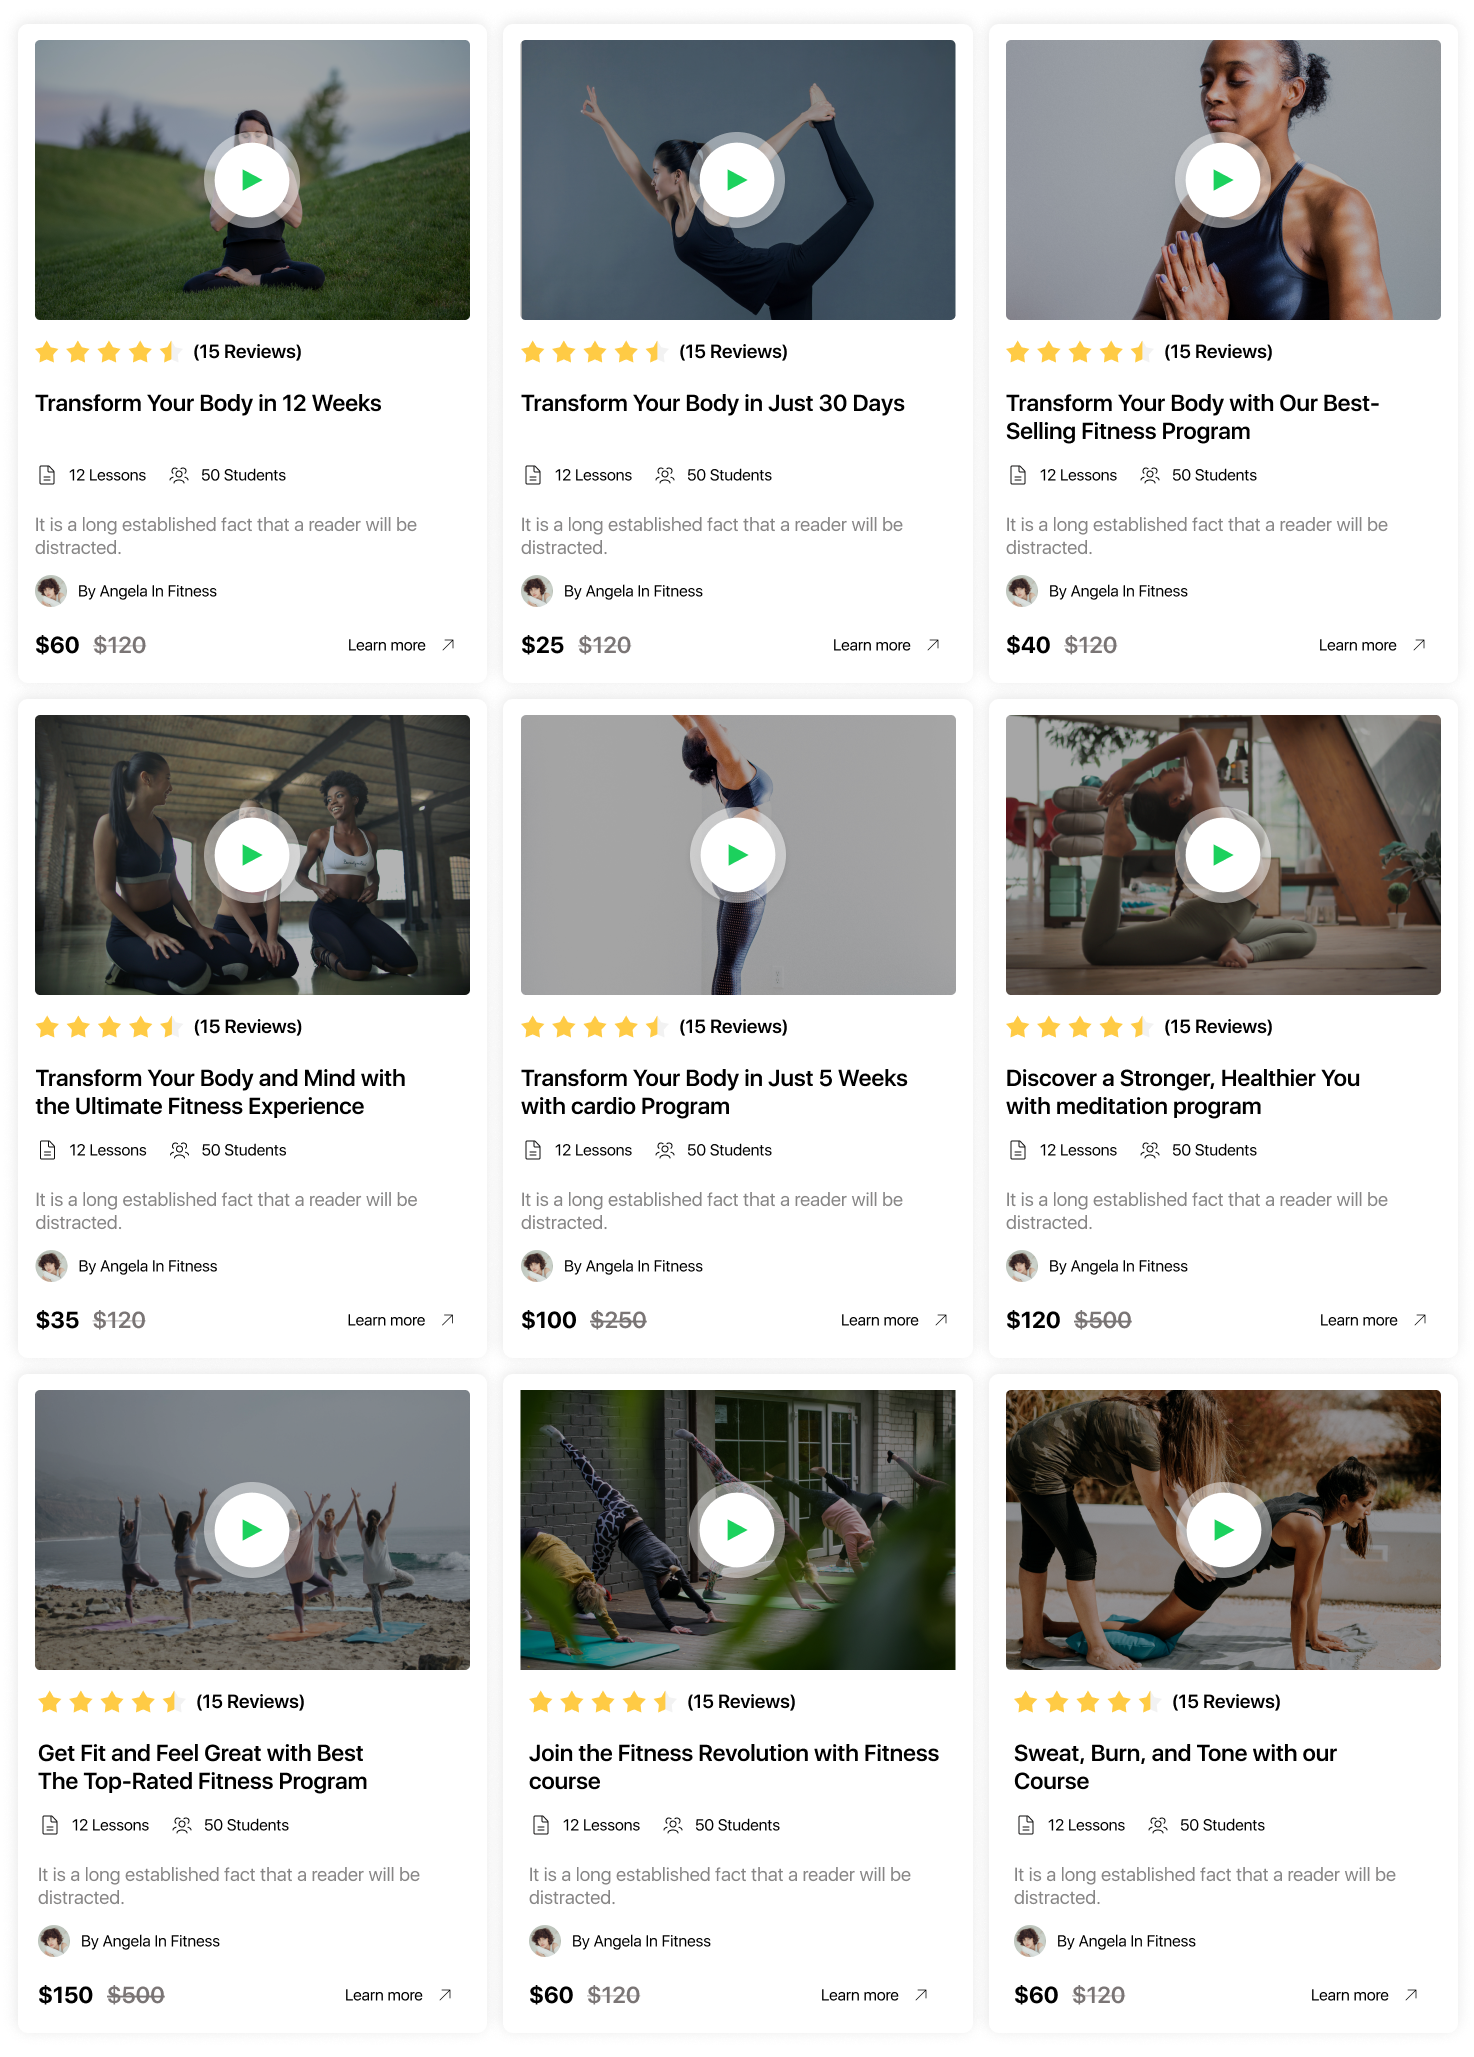 (15 Reviews)
Transform Your Body in 12 Weeks
12 Lessons 50 Students
It is a long established fact that a reader will be
distracted.
By Angela In Fitness
$60 $120 Learn more
(15 Reviews)
Transform Your Body in Just 30 Days
12 Lessons 50 Students
It is a long established fact that a reader will be
distracted.
By Angela In Fitness
$25 $120 Learn more
(15 Reviews)
Transform Your Body with Our Best-
Selling Fitness Program
12 Lessons 50 Students
It is a long established fact that a reader will be
distracted.
By Angela In Fitness
$40 $120 Learn more
(15 Reviews)
Transform Your Body and Mind with
the Ultimate Fitness Experience
12 Lessons 50 Students
It is a long established fact that a reader will be
distracted.
By Angela In Fitness
$35 $120 Learn more
(15 Reviews)
Transform Your Body in Just 5 Weeks
with cardio Program
12 Lessons 50 Students
It is a long established fact that a reader will be
distracted.
By Angela In Fitness
$100 $250 Learn more
(15 Reviews)
Discover a Stronger, Healthier You
with meditation program
12 Lessons 50 Students
It is a long established fact that a reader will be
distracted.
By Angela In Fitness
$120 $500 Learn more
(15 Reviews)
Get Fit and Feel Great with Best
The Top-Rated Fitness Program
12 Lessons 50 Students
It is a long established fact that a reader will be
distracted.
By Angela In Fitness
$150 $500 Learn more
(15 Reviews)
Join the Fitness Revolution with Fitness
course
12 Lessons 50 Students
It is a long established fact that a reader will be
distracted.
By Angela In Fitness
$60 $120 Learn more
(15 Reviews)
Sweat, Burn, and Tone with our
Course
12 Lessons 50 Students
It is a long established fact that a reader will be
distracted.
By Angela In Fitness
$60 $120 Learn more